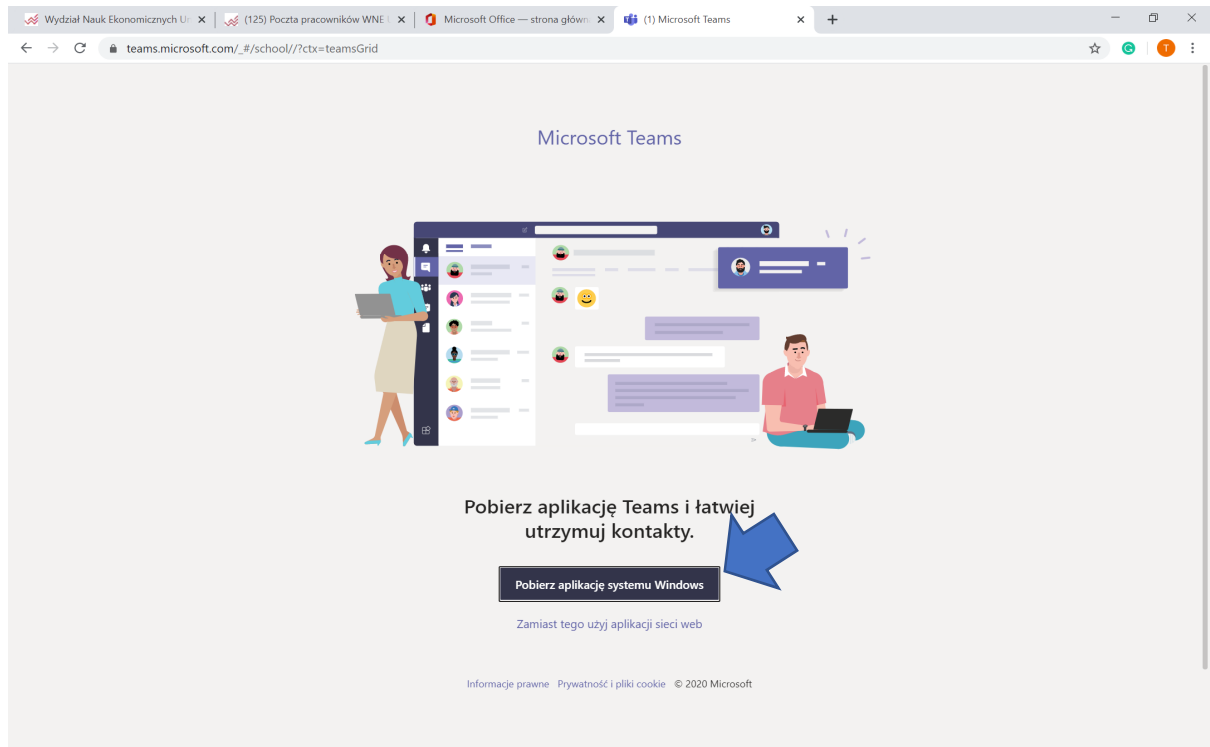 Wydział Nauk Ekonomicznych Un
(125) Poczta pracowników WNE U
Microsoft Office — strona główn
(1) Microsoft Teams
teams.microsoft.com/_#/school//?ctx=teamsGrid
T
Microsoft Teams
Pobierz aplikację Teams i łatwiej
utrzymuj kontakty.
Pobierz aplikację systemu Windows
Zamiast tego użyj aplikacji sieci web
Informacje prawne Prywatność i pliki cookie © 2020 Microsoft